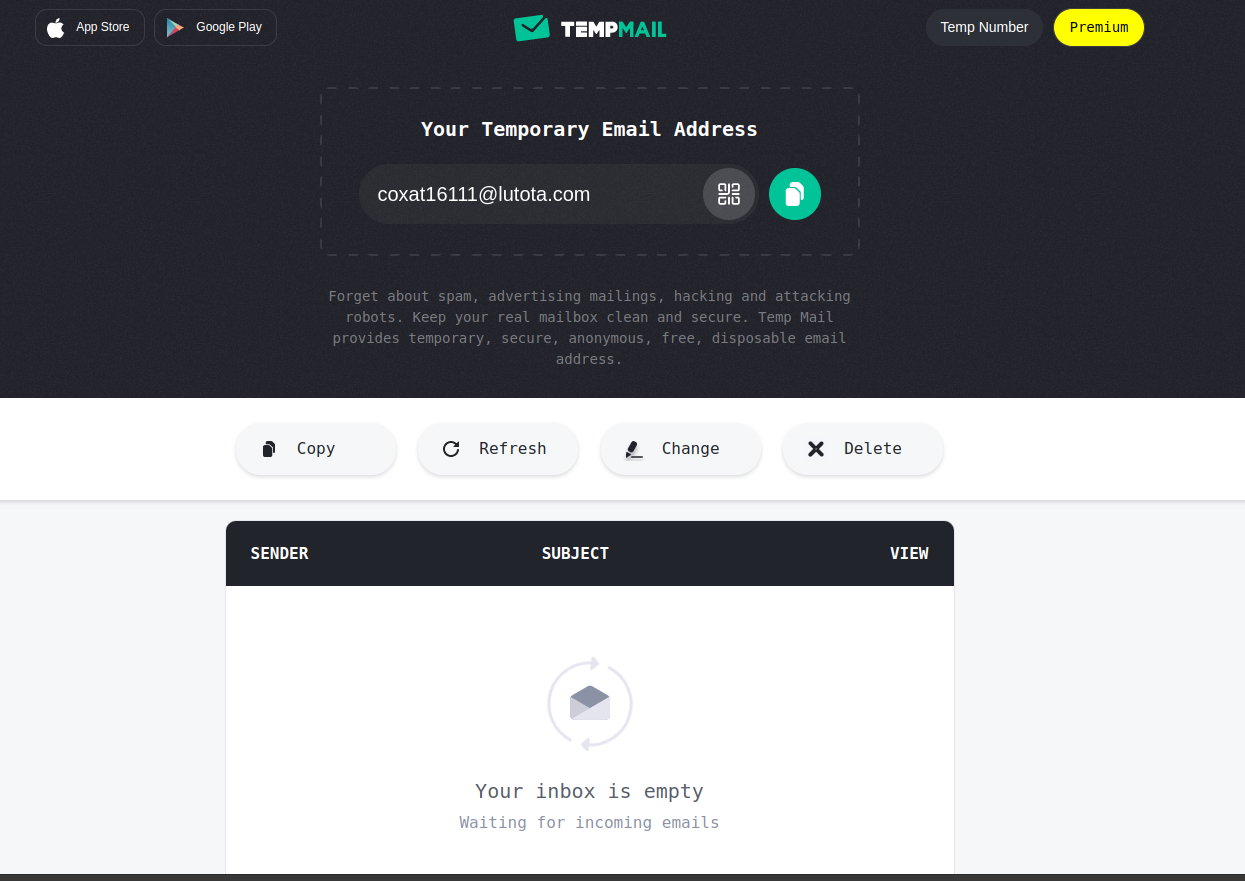 App Store
Google Play
TEMPMAIL
Temp Number
Premium
Your Temporary Email Address
coxat16111@lutota.com
Forget about spam, advertising mailings, hacking and attacking
robots. Keep your real mailbox clean and secure. Temp Mail
provides temporary, secure, anonymous, free, disposable email
address.
Copy
Refresh
Change
Delete
SENDER
SUBJECT
VIEW
Your inbox is empty
Waiting for incoming emails